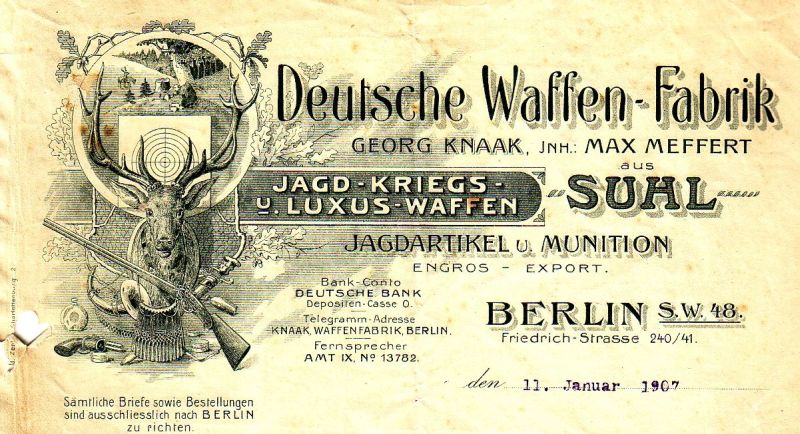 Deutsche Waffen-Fabrik
GEORG KNAAK, JNH.: MAX MEFFERT
aus
SUHL
JAGD-KRIEGS-
U. LUXUS-WAFFEN
JAGDARTIKEL U. MUNITION
ENGROS - EXPORT.
Bank-Conto
DEUTSCHE BANK
Depositen-Casse O.
Telegramm-Adresse
KNAAK, WAFFENFABRIK, BERLIN.
Fernsprecher
AMT IX, No 13782.
BERLIN S.W. 48.
Friedrich-Strasse 240/41.
den 11. Januar 1907
Sämtliche Briefe sowie Bestellungen
sind ausschliesslich nach BERLIN
zu richten.